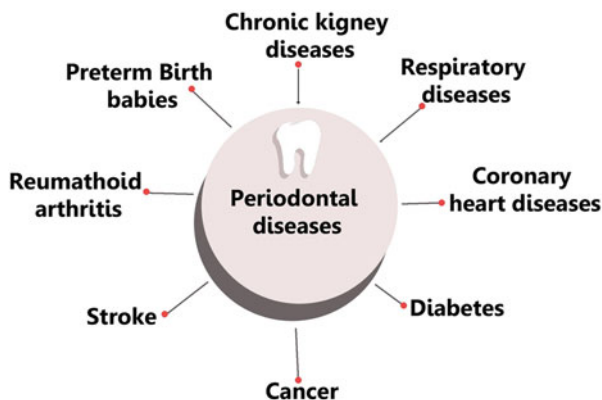 Chronic kigney
diseases
Preterm Birth
babies
Respiratory
diseases
Reumathoid
arthritis
Periodontal
diseases
Coronary
heart diseases
Stroke
Diabetes
Cancer